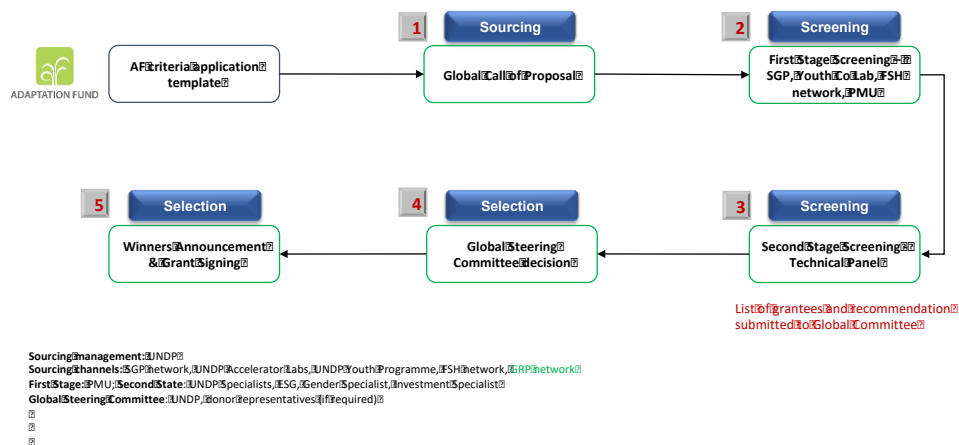 1
Sourcing
2
Screening
ADAPTATION FUND
AF criteria application
template
Global Call of Proposal
First Stage Screening –
SGP, Youth Co Lab, FSH
network, PMU
5
Selection
4
Selection
3
Screening
Winners Announcement
& Grant Signing
Global Steering
Committee decision
Second Stage Screening –
Technical Panel
List of grantees and recommendation
submitted to Global Committee
Sourcing management: UNDP
Sourcing channels: SGP network, UNDP Accelerator Labs, UNDP Youth Programme, FSH network, GRP network
First Stage: PMU; Second State: UNDP Specialists, ESG, Gender Specialist, Investment Specialist
Global Steering Committee: UNDP, donor representatives (if required)